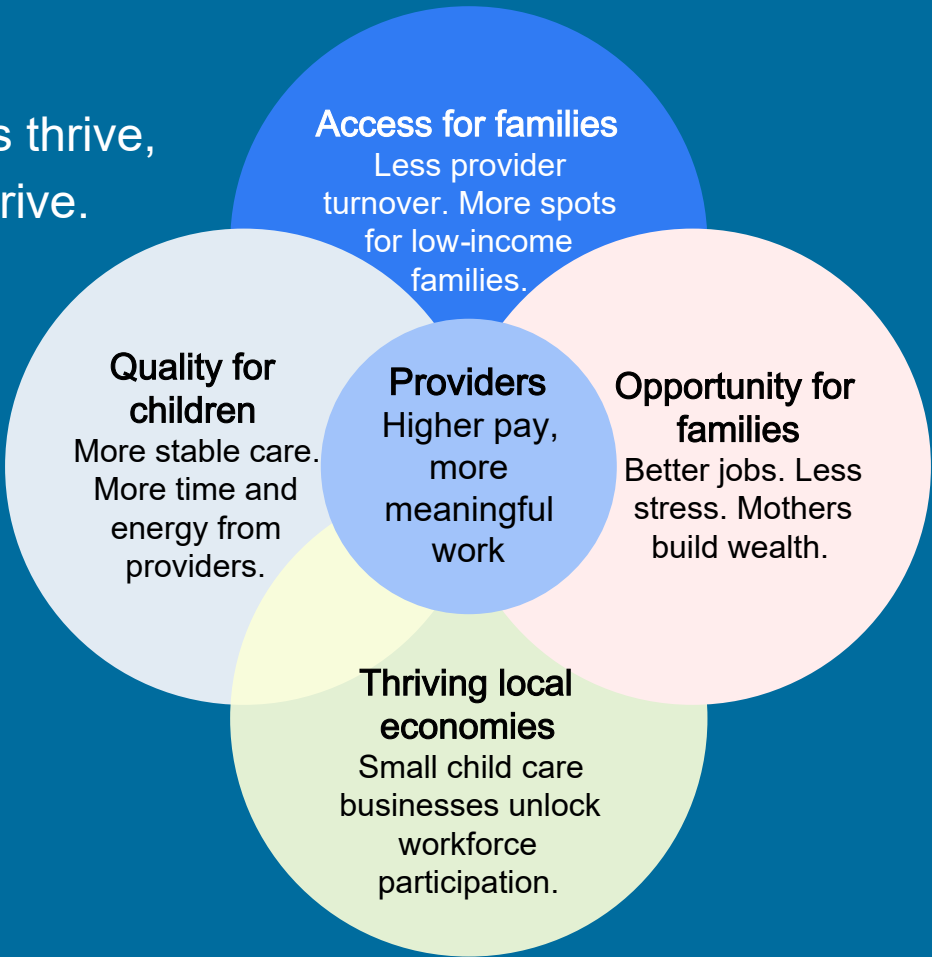 s thrive,
rive.
Access for families
Less provider
turnover. More spots
for low-income
families.
Quality for
children
More stable care.
More time and
energy from
providers.
Providers
Higher pay,
more
meaningful
work
Opportunity for
families
Better jobs. Less
stress. Mothers
build wealth.
Thriving local
economies
Small child care
businesses unlock
workforce
participation.